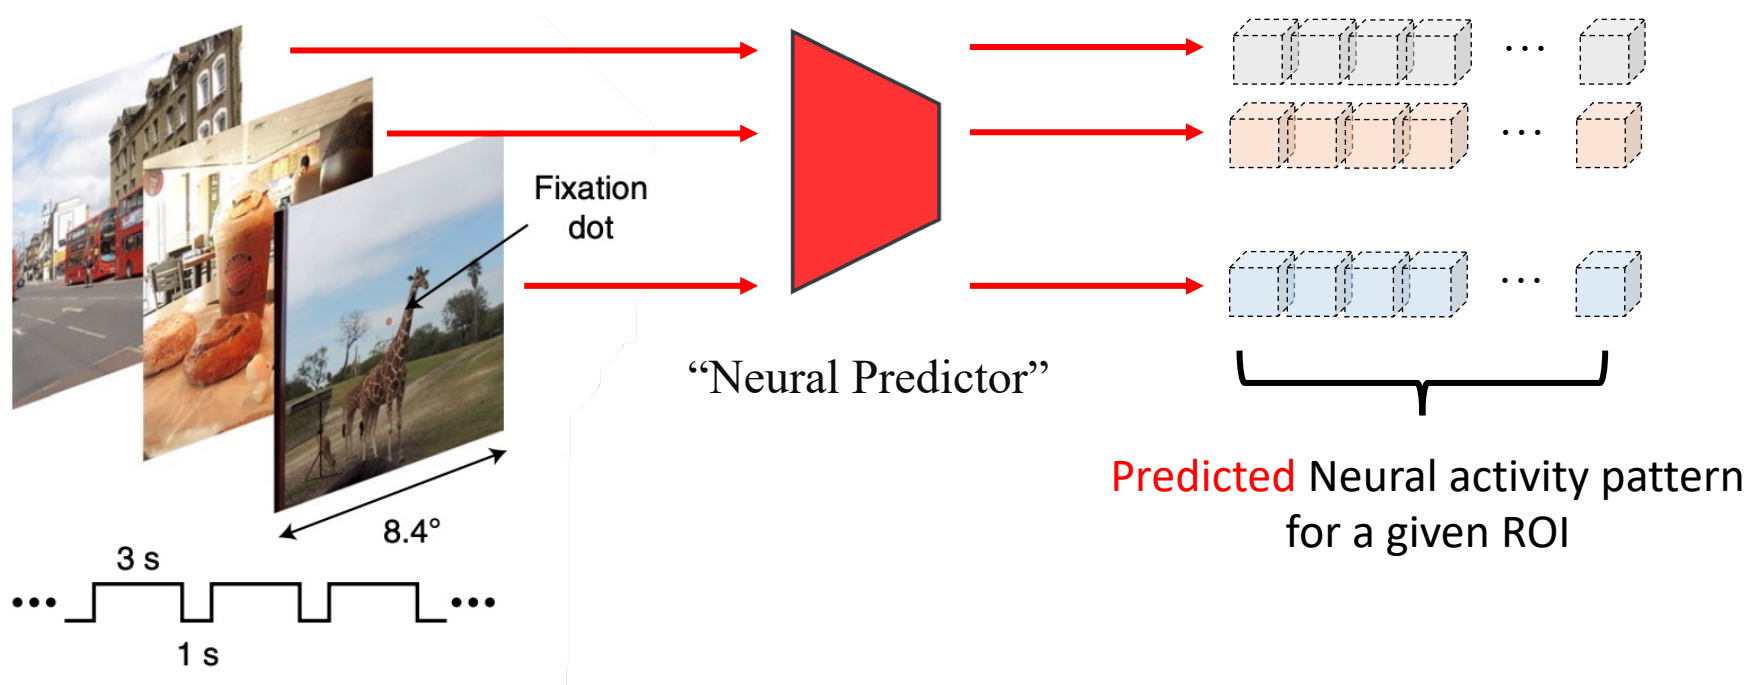 Fixation
dot
8.4°
3 s
1 s
“Neural Predictor”
Predicted Neural activity pattern
for a given ROI